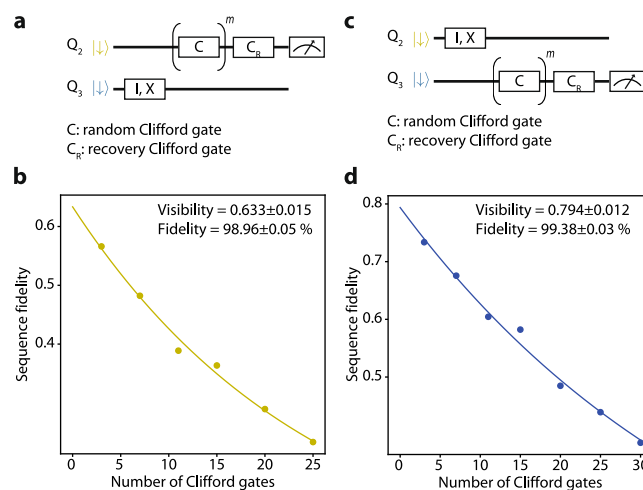 a
m
Q2 |↓⟩ C CR
Q3 |↓⟩ I, X
C: random Clifford gate
CR: recovery Clifford gate
c
Q2 |↓⟩ I, X
m
Q3 |↓⟩ C CR
C: random Clifford gate
CR: recovery Clifford gate
b
Visibility = 0.633±0.015
Fidelity = 98.96±0.05 %
Sequence fidelity
0.6
0.5
0.4
0 5 10 15 20 25
Number of Clifford gates
d
Visibility = 0.794±0.012
Fidelity = 99.38±0.03 %
Sequence fidelity
0.8
0.7
0.6
0.5
0 5 10 15 20 25 30
Number of Clifford gates